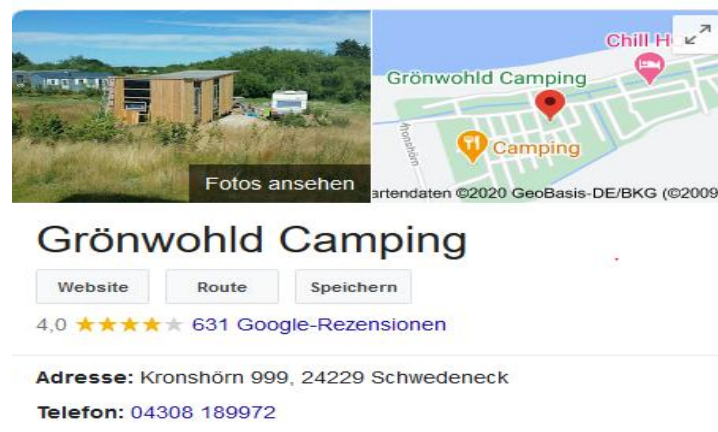 Chill H
Grönwohld Camping
Camping
Kronshörn
Fotos ansehen
artendaten ©2020 GeoBasis-DE/BKG (©2009
Grönwohld Camping
Website Route Speichern
4,0 631 Google-Rezensionen
Adresse: Kronshörn 999, 24229 Schwedeneck
Telefon: 04308 189972